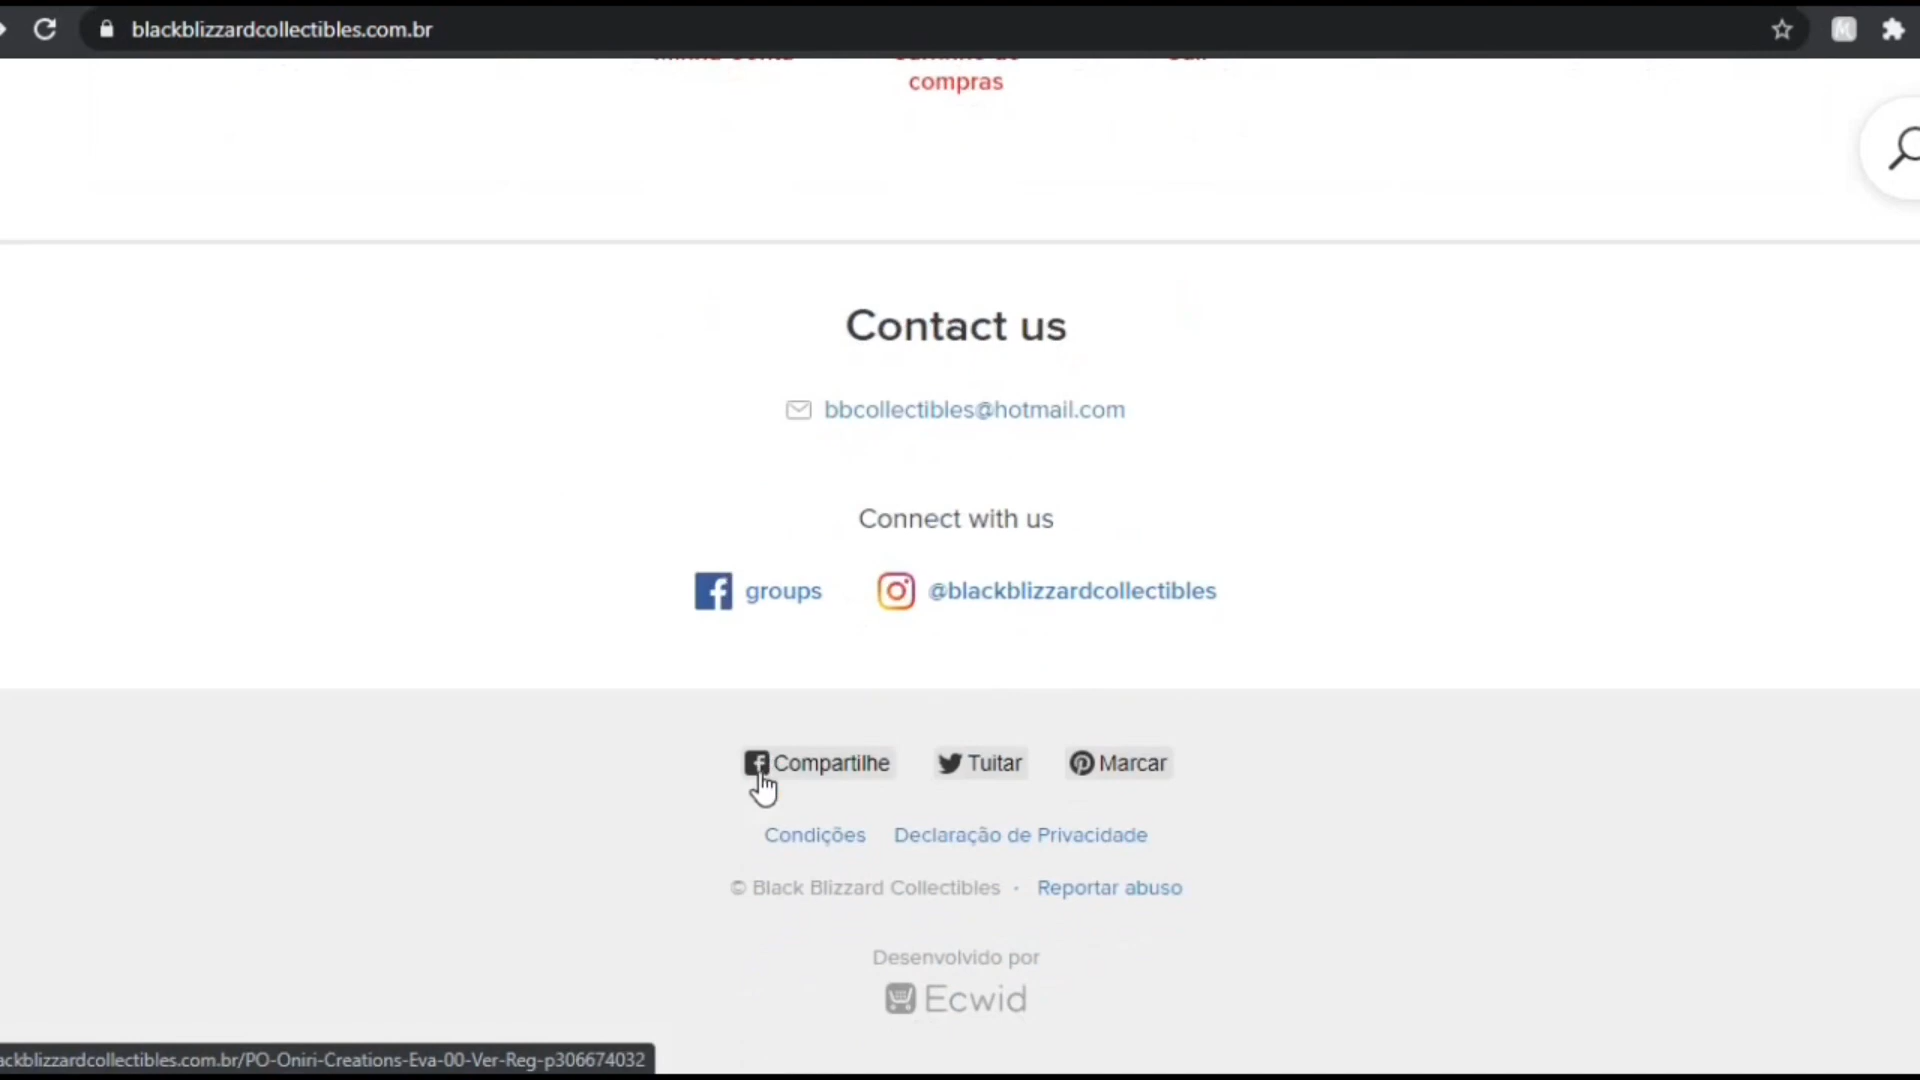 blackblizzardcollectibles.com.br
compras
Contact us
bbcollectibles@hotmail.com
Connect with us
groups @blackblizzardcollectibles
Compartilhe Tuitar Marcar
Condições Declaração de Privacidade
© Black Blizzard Collectibles · Reportar abuso
Desenvolvido por
Ecwid
ackblizzardcollectibles.com.br/PO-Oniri-Creations-Eva-00-Ver-Reg-p306674032